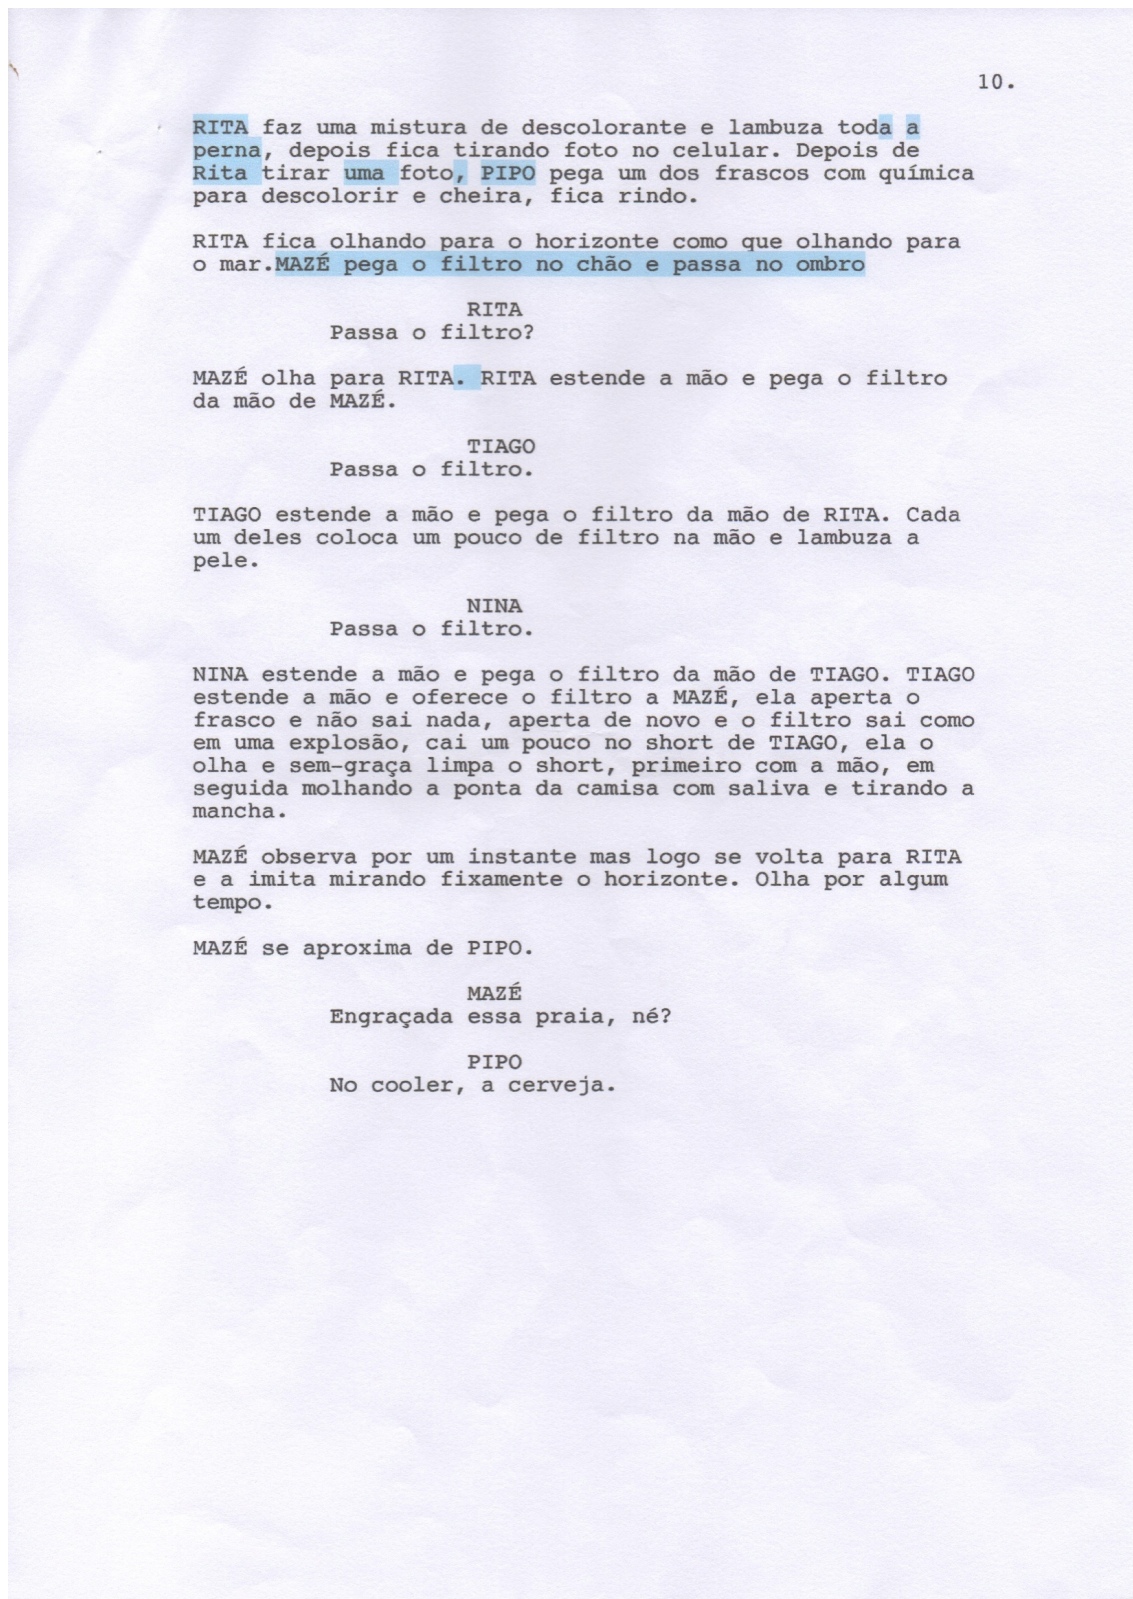 10.
RITA faz uma mistura de descolorante e lambuza toda a
perna, depois fica tirando foto no celular. Depois de
Rita tirar uma foto, PIPO pega um dos frascos com química
para descolorir e cheira, fica rindo.
RITA fica olhando para o horizonte como que olhando para
o mar.MAZÉ pega o filtro no chão e passa no ombro
RITA
Passa o filtro?
MAZÉ olha para RITA. RITA estende a mão e pega o filtro
da mão de MAZÉ.
TIAGO
Passa o filtro.
TIAGO estende a mão e pega o filtro da mão de RITA. Cada
um deles coloca um pouco de filtro na mão e lambuza a
pele.
NINA
Passa o filtro.
NINA estende a mão e pega o filtro da mão de TIAGO. TIAGO
estende a mão e oferece o filtro a MAZÉ, ela aperta o
frasco e não sai nada, aperta de novo e o filtro sai como
em uma explosão, cai um pouco no short de TIAGO, ela o
olha e sem-graça limpa o short, primeiro com a mão, em
seguida molhando a ponta da camisa com saliva e tirando a
mancha.
MAZÉ observa por um instante mas logo se volta para RITA
e a imita mirando fixamente o horizonte. Olha por algum
tempo.
MAZÉ se aproxima de PIPO.
MAZÉ
Engraçada essa praia, né?
PIPO
No cooler, a cerveja.